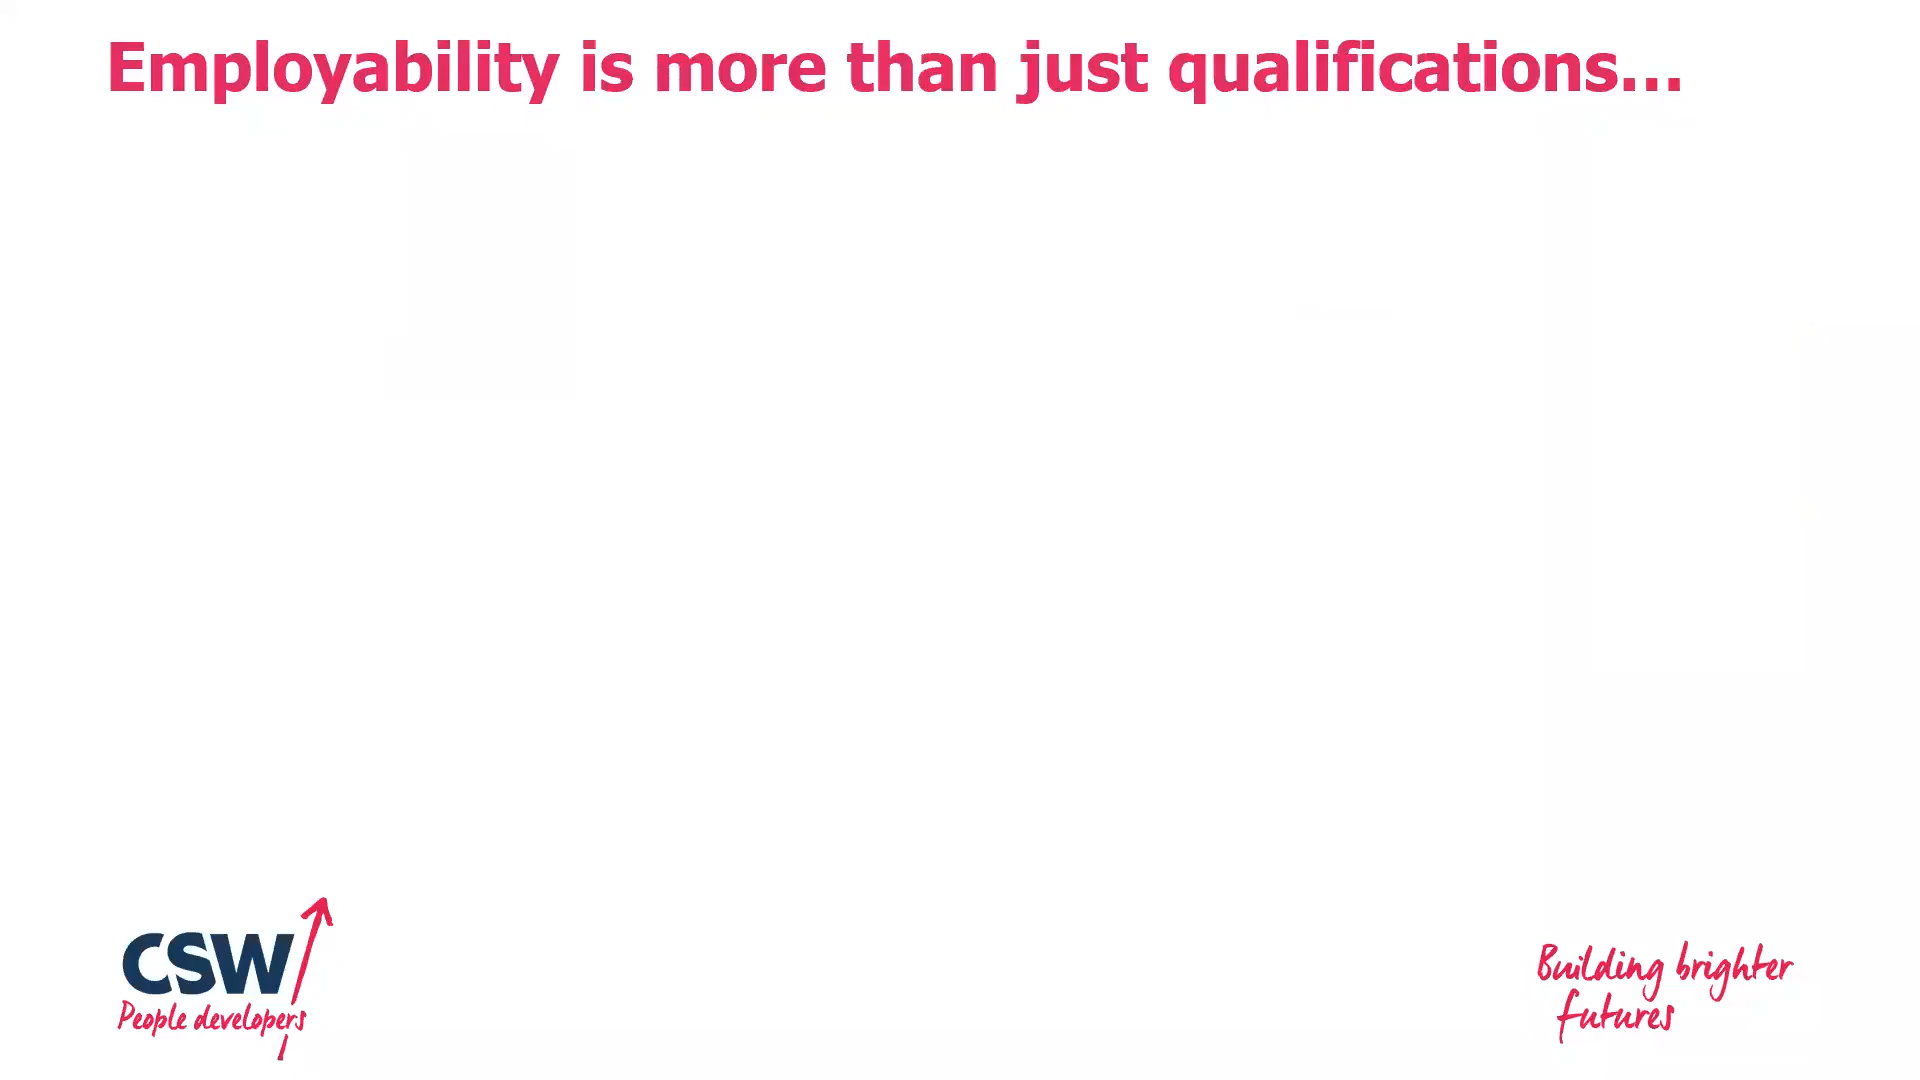 Employability is more than just qualifications...
CSW
People developers
Building brighter
futures